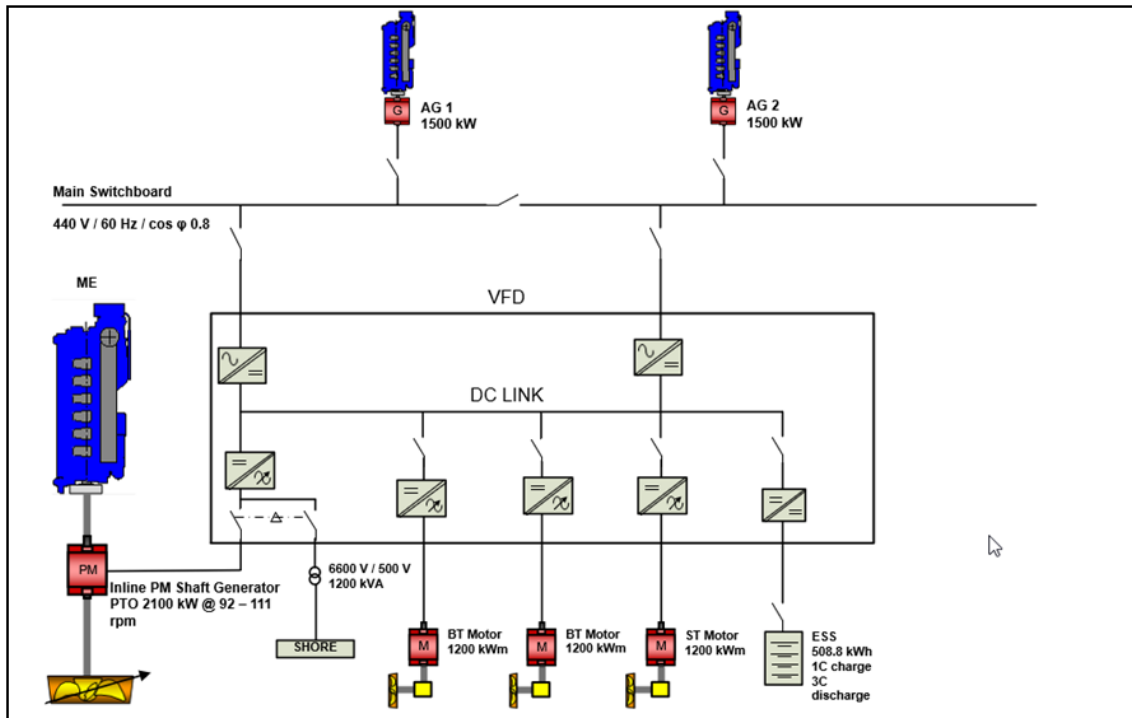 G
AG 1
1500 kW
G
AG 2
1500 kW
Main Switchboard
440 V / 60 Hz / cos φ 0.8
ME
VFD
DC LINK
PM
Inline PM Shaft Generator
PTO 2100 kW @ 92 – 111
rpm
6600 V / 500 V
1200 kVA
SHORE
M
BT Motor
1200 kWm
M
BT Motor
1200 kWm
M
ST Motor
1200 kWm
ESS
508.8 kWh
1C charge
3C
discharge